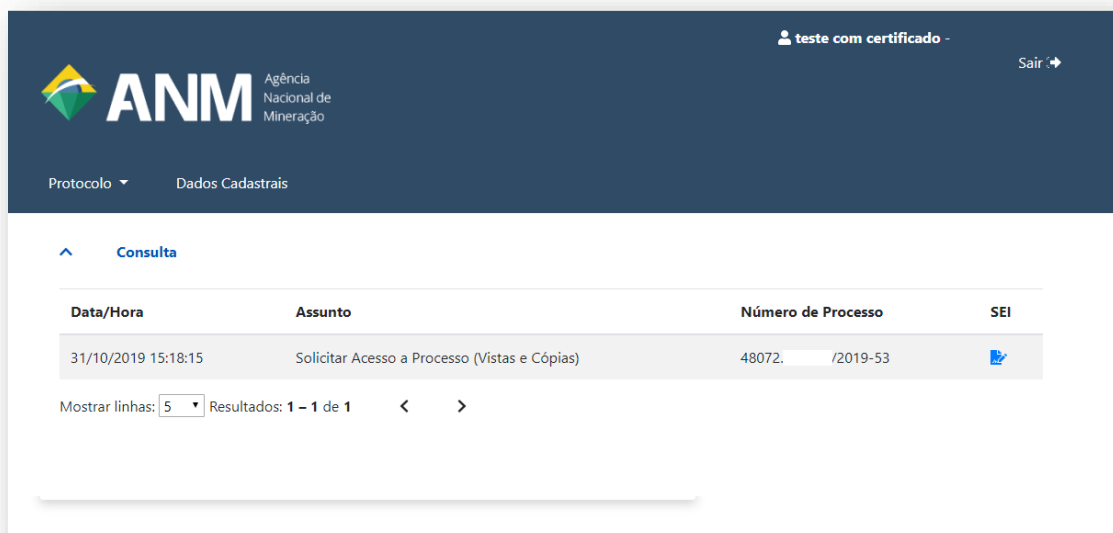 teste com certificado -
Sair
ANM
Agência
Nacional de
Mineração
Protocolo
Dados Cadastrais
Consulta
Data/Hora Assunto Número de Processo SEI
31/10/2019 15:18:15 Solicitar Acesso a Processo (Vistas e Cópias) 48072. /2019-53
Mostrar linhas: 5 Resultados: 1 – 1 de 1